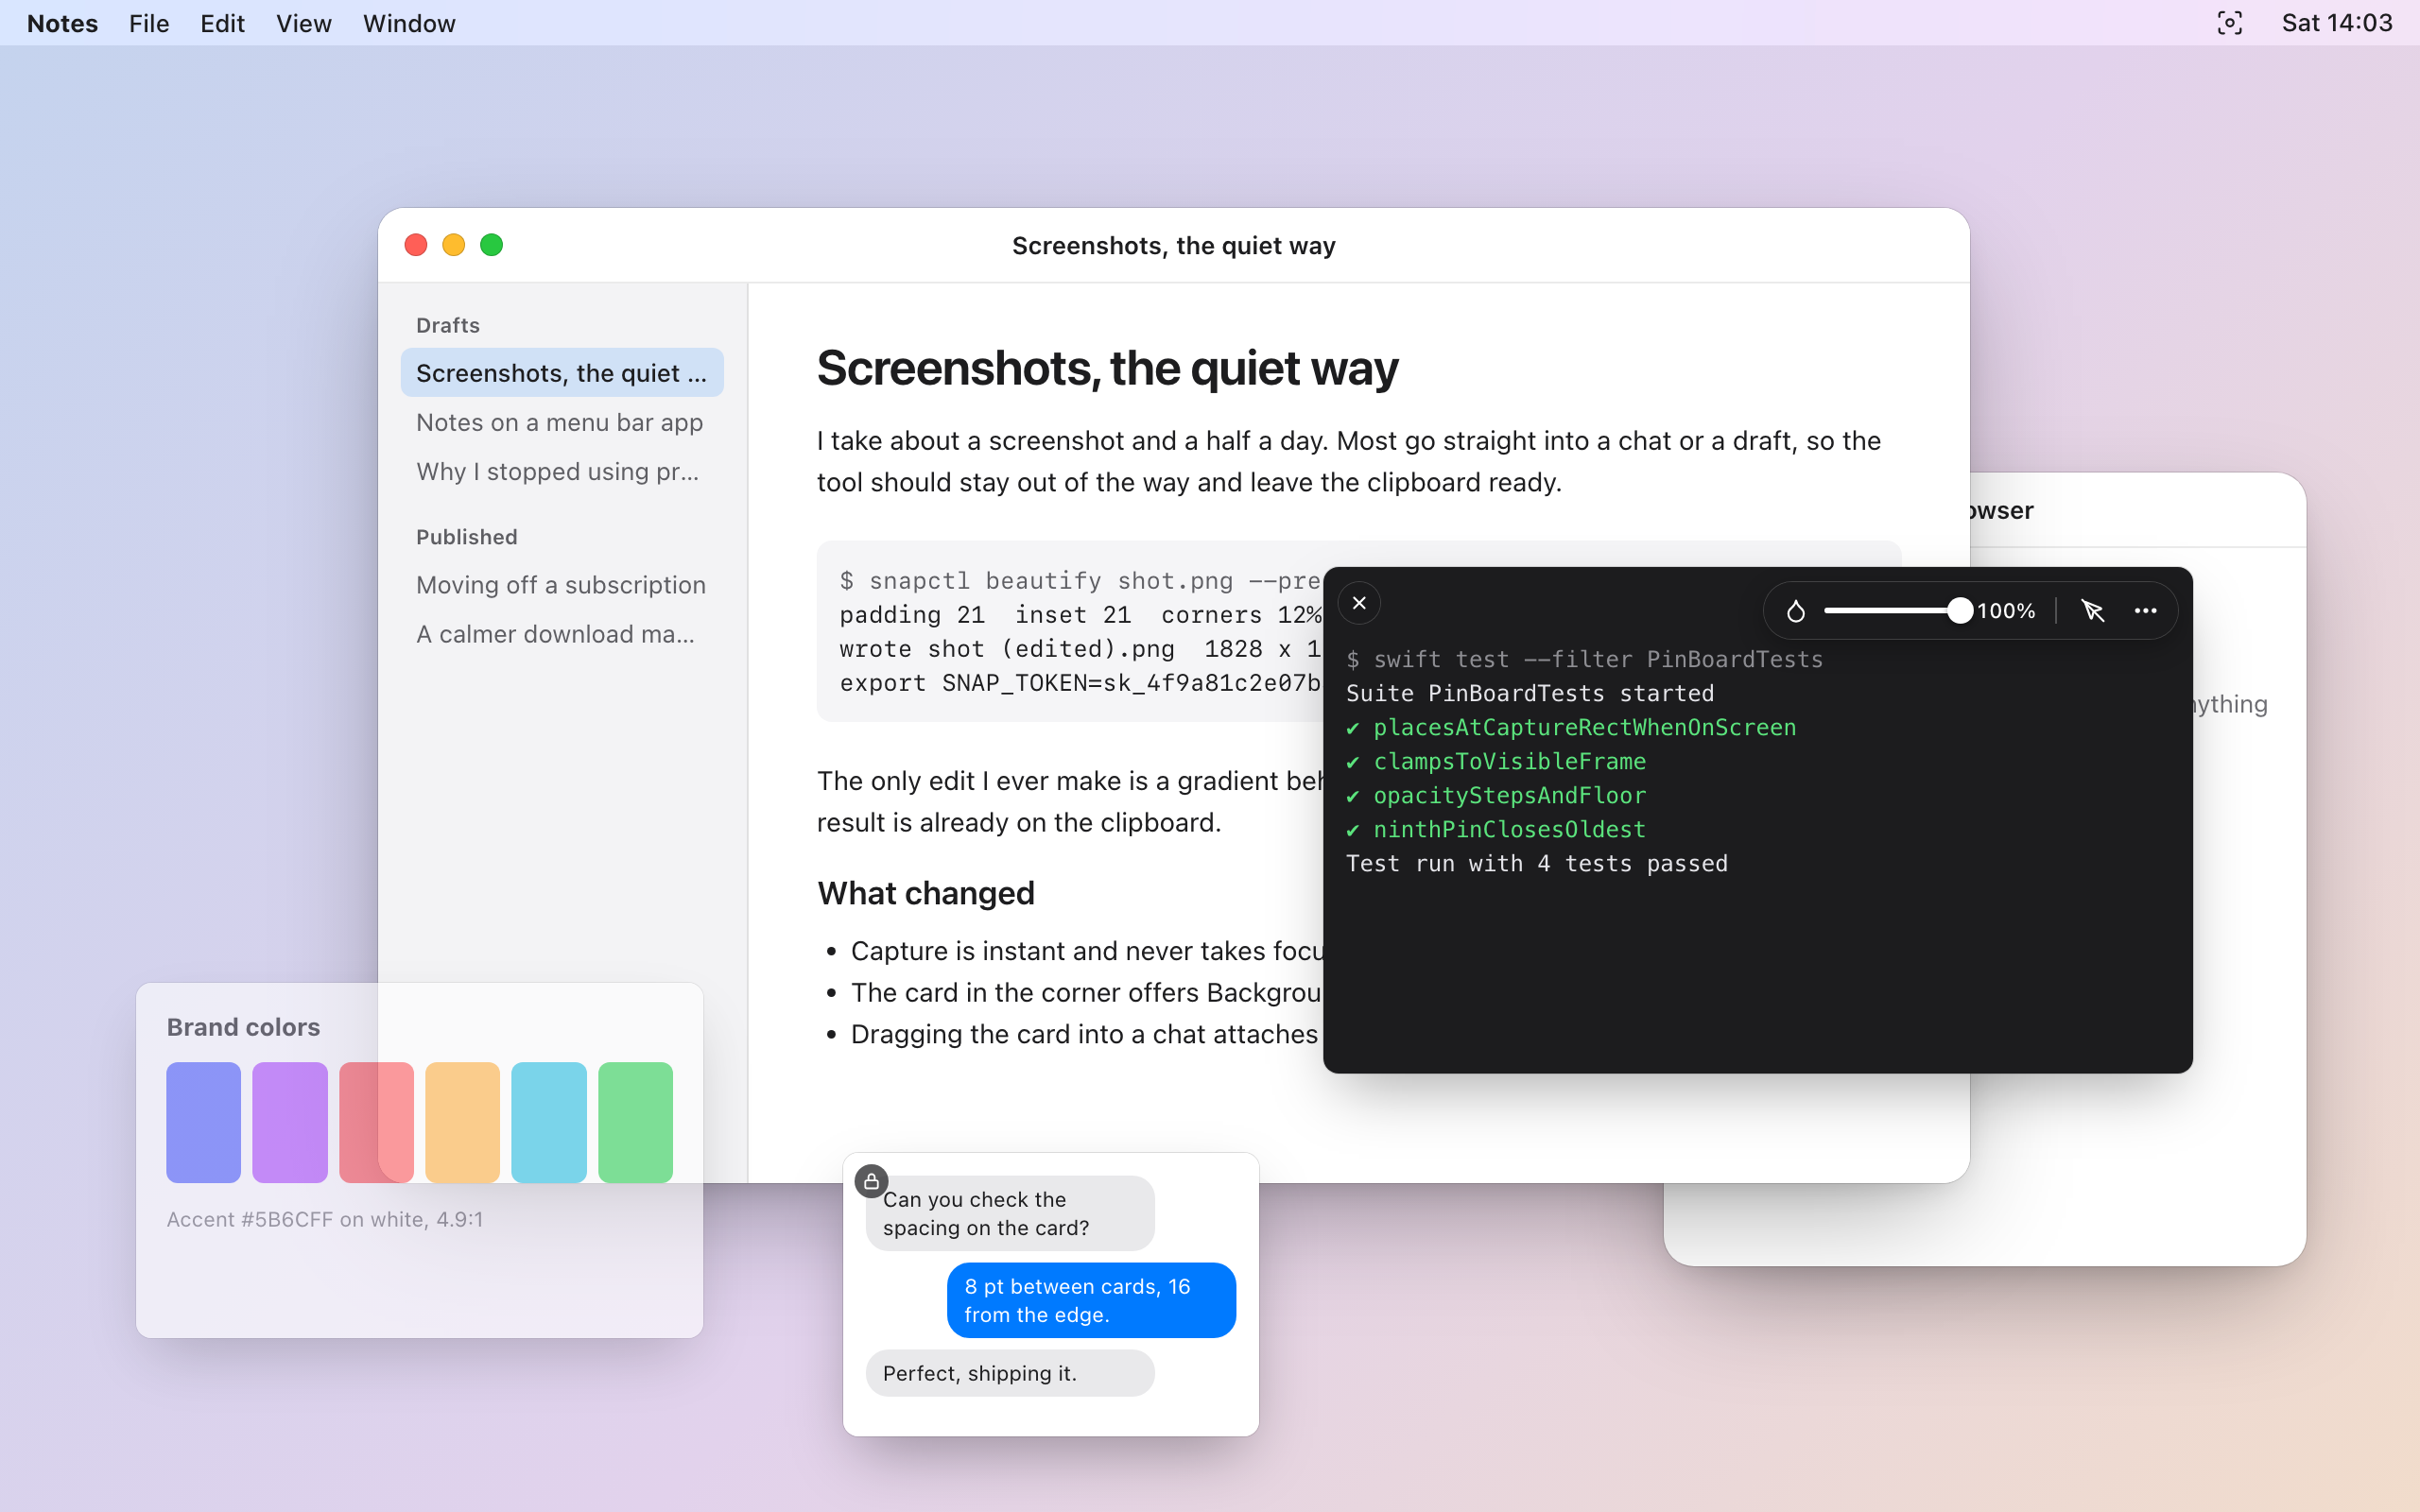 Notes File Edit View Window
Sat 14:03
Screenshots, the quiet way
Drafts
Screenshots, the quiet ...
Notes on a menu bar app
Why I stopped using pr...
Published
Moving off a subscription
A calmer download ma...
Screenshots, the quiet way
I take about a screenshot and a half a day. Most go straight into a chat or a draft, so the
tool should stay out of the way and leave the clipboard ready.
$ snapctl beautify shot.png --pre
padding 21 inset 21 corners 12%
wrote shot (edited).png 1828 x 1
export SNAP_TOKEN=sk_4f9a81c2e07b
The only edit I ever make is a gradient beh
result is already on the clipboard.
What changed
• Capture is instant and never takes focu
• The card in the corner offers Backgrou
• Dragging the card into a chat attaches
owser
nything
100%
$ swift test --filter PinBoardTests
Suite PinBoardTests started
✔ placesAtCaptureRectWhenOnScreen
✔ clampsToVisibleFrame
✔ opacityStepsAndFloor
✔ ninthPinClosesOldest
Test run with 4 tests passed
Brand colors
Accent #5B6CFF on white, 4.9:1
Can you check the
spacing on the card?
8 pt between cards, 16
from the edge.
Perfect, shipping it.